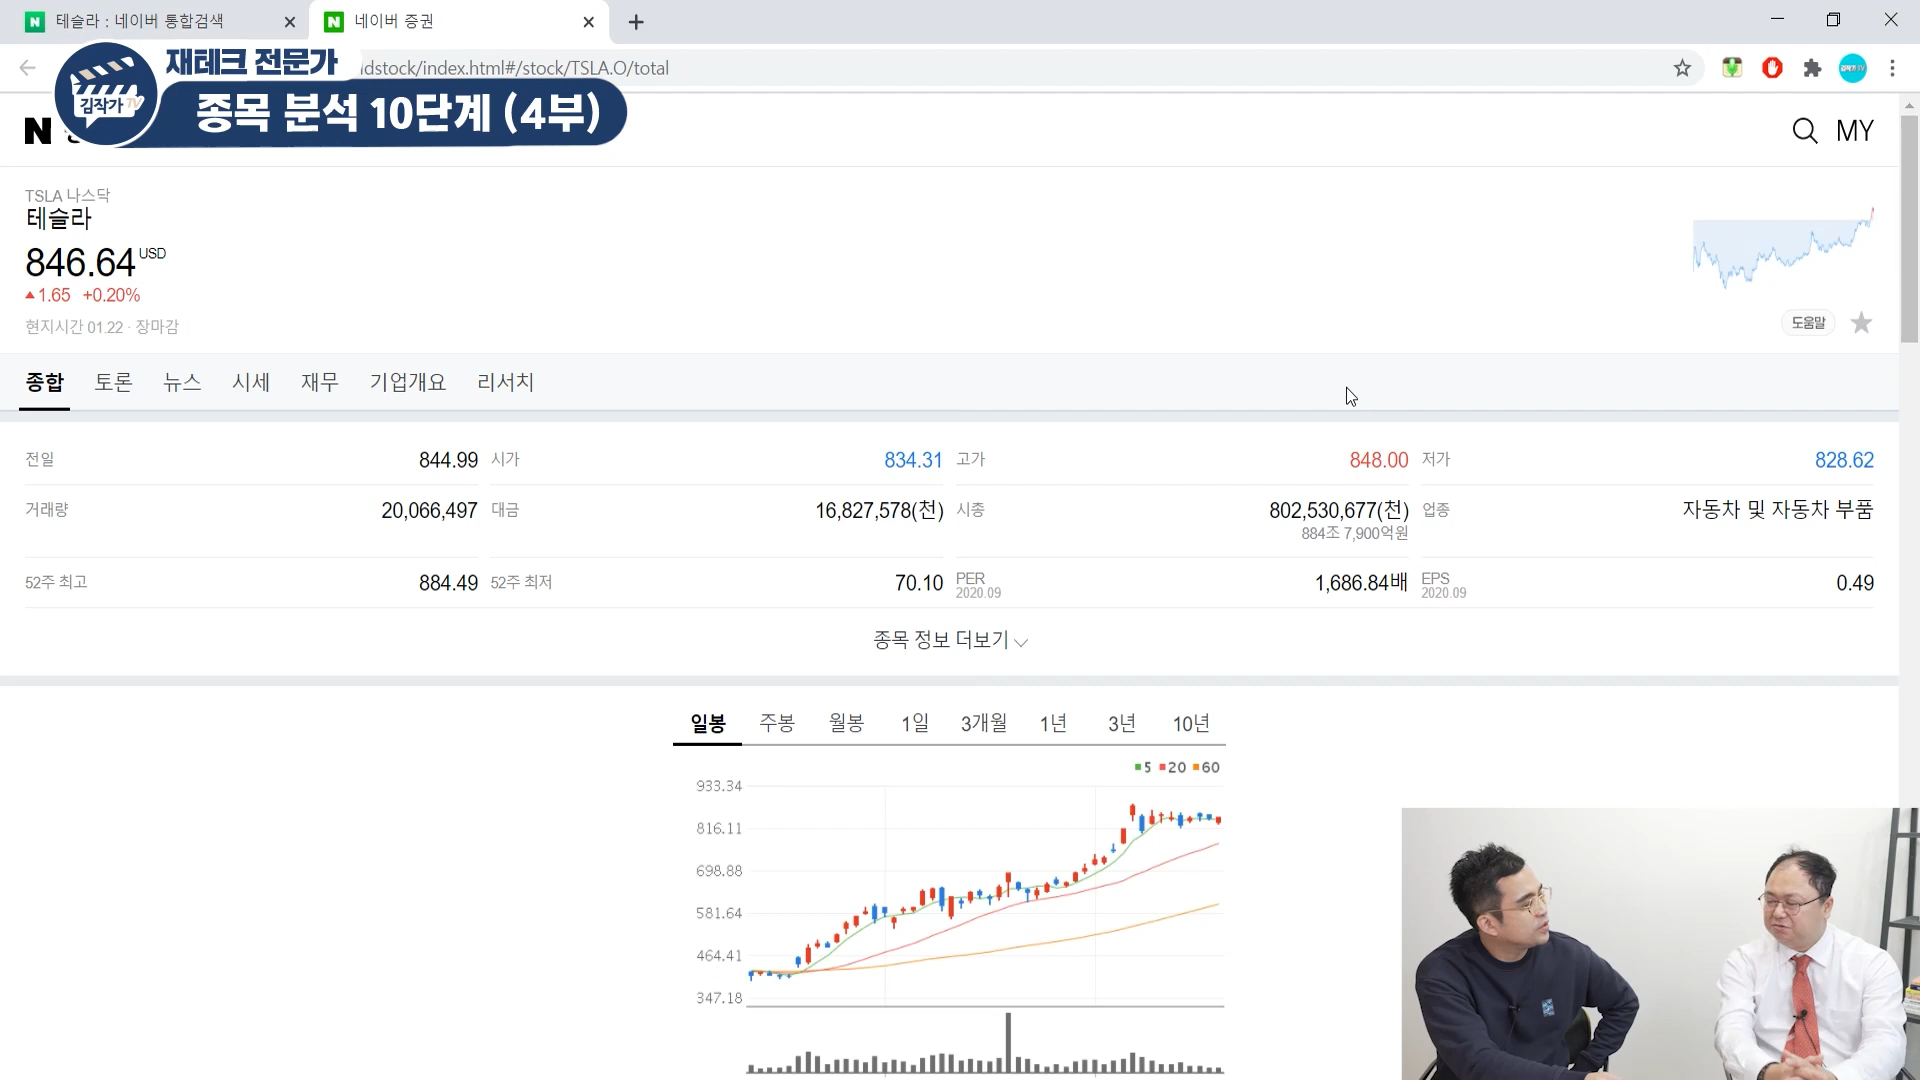 테슬라 : 네이버 통합검색
네이버 증권
재테크 전문가
종목 분석 10단계 (4부)
김작가 TV
ldstock/index.html#/stock/TSLA.O/total
N
MY
TSLA 나스닥
테슬라
846.64 USD
1.65 +0.20%
현지시간 01.22 · 장마감
도움말
종합 토론 뉴스 시세 재무 기업개요 리서치
전일 844.99 시가 834.31 고가 848.00 저가 828.62
거래량 20,066,497 대금 16,827,578(천) 시총 802,530,677(천) 업종 자동차 및 자동차 부품
884조 7,900억원
52주 최고 884.49 52주 최저 70.10 PER 1,686.84배 EPS 0.49
2020.09 2020.09
종목 정보 더보기
일봉 주봉 월봉 1일 3개월 1년 3년 10년
5 20 60
933.34
816.11
698.88
581.64
464.41
347.18